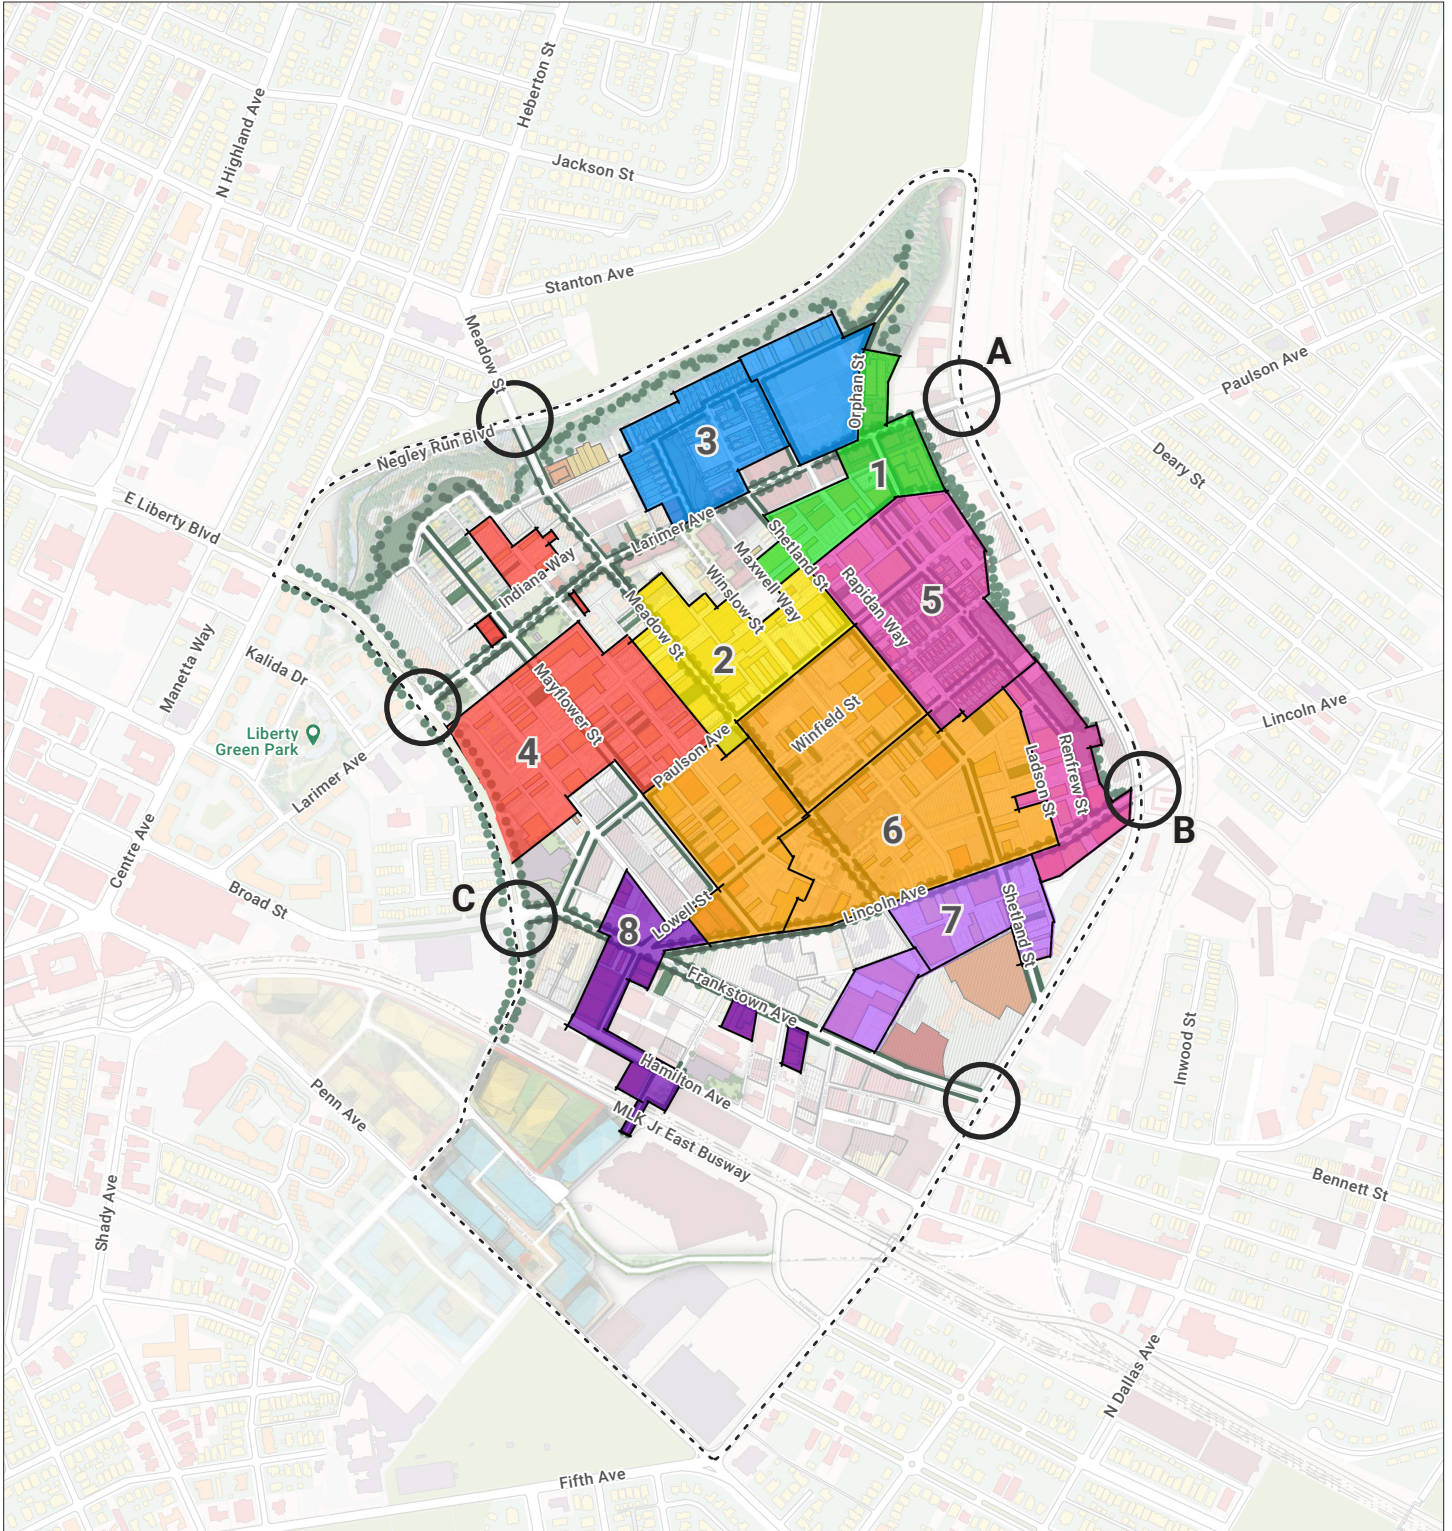 Heberton St
N Highland Ave
Jackson St
Stanton Ave
Meadow St
A
Paulson Ave
Negley Run Blvd
Orphan St
3
1
Deary St
E Liberty Blvd
Larimer Ave
Shetland St
Maxwell Way
Winslow St
Indiana Way
Rapidan Way
5
Meadow St
2
Manetta Way
Kalida Dr
Mayflower St
Lincoln Ave
Liberty
Green Park
4
Winfield St
Paulson Ave
Renfrew St
Ladson St
Larimer Ave
6
B
Centre Ave
Broad St
C
Lincoln Ave
Lowell St
8
7
Shetland St
Frankstown Ave
Inwood St
Hamilton Ave
Penn Ave
MLK Jr East Busway
Bennett St
Shady Ave
N Dallas Ave
Fifth Ave